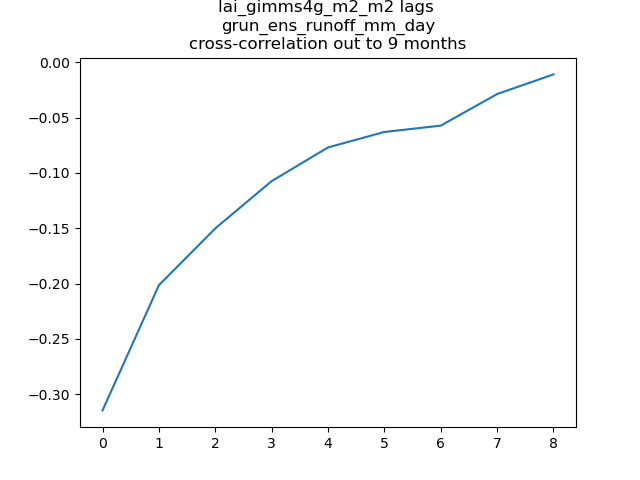 lai_gimms4g_m2_m2 lags
grun_ens_runoff_mm_day
cross-correlation out to 9 months
0.00
−0.05
−0.10
−0.15
−0.20
−0.25
−0.30
0 1 2 3 4 5 6 7 8